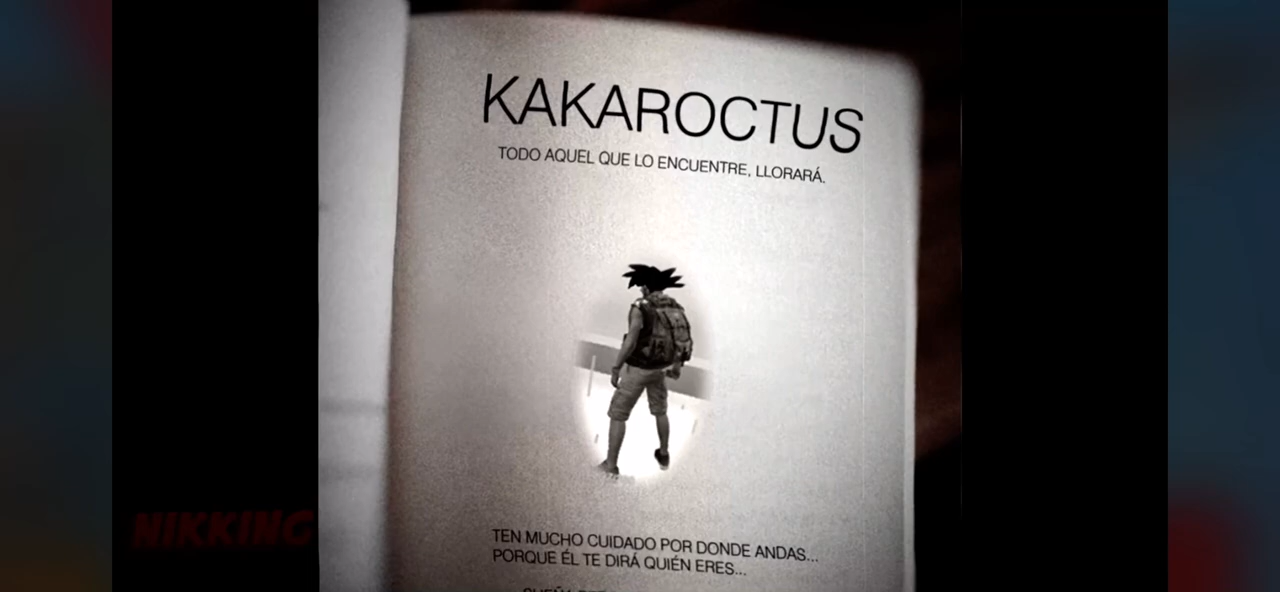 KAKAROCTUS
TODO AQUEL QUE LO ENCUENTRE, LLORARÁ.
TEN MUCHO CUIDADO POR DONDE ANDAS...
PORQUE ÉL TE DIRÁ QUIÉN ERES...
NIKKING